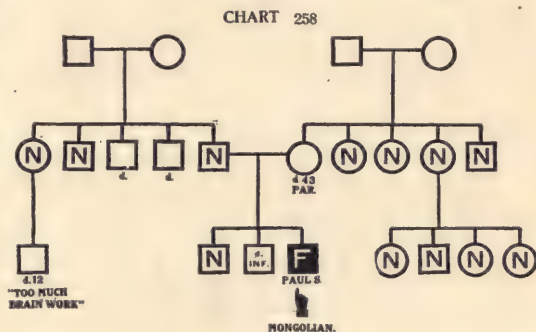 CHART 258
N N d. d. N d 43 N N N N
PAR.
d.12
"TOO MUCH
BRAIN WORK"
N d. INF. F N N N N
PAUL S.
MONGOLIAN.